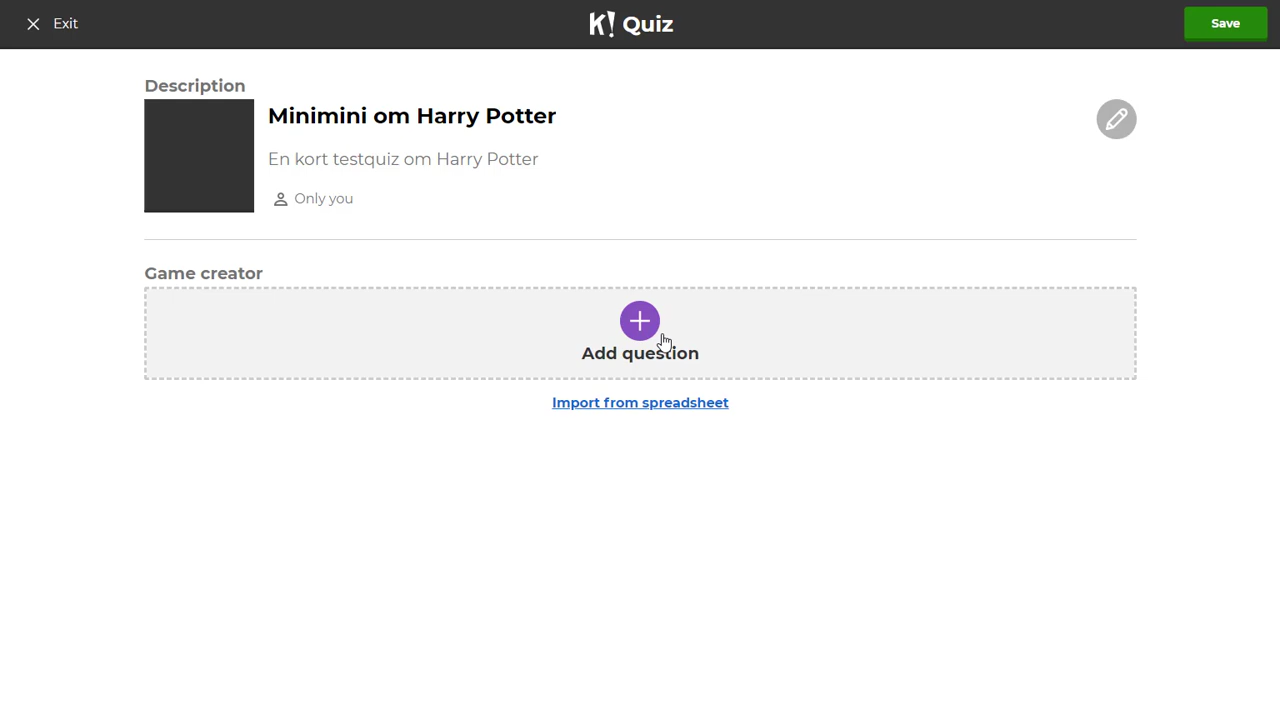 Exit
K! Quiz
Save
Description
Minimini om Harry Potter
En kort testquiz om Harry Potter
Only you
Game creator
Add question
Import from spreadsheet